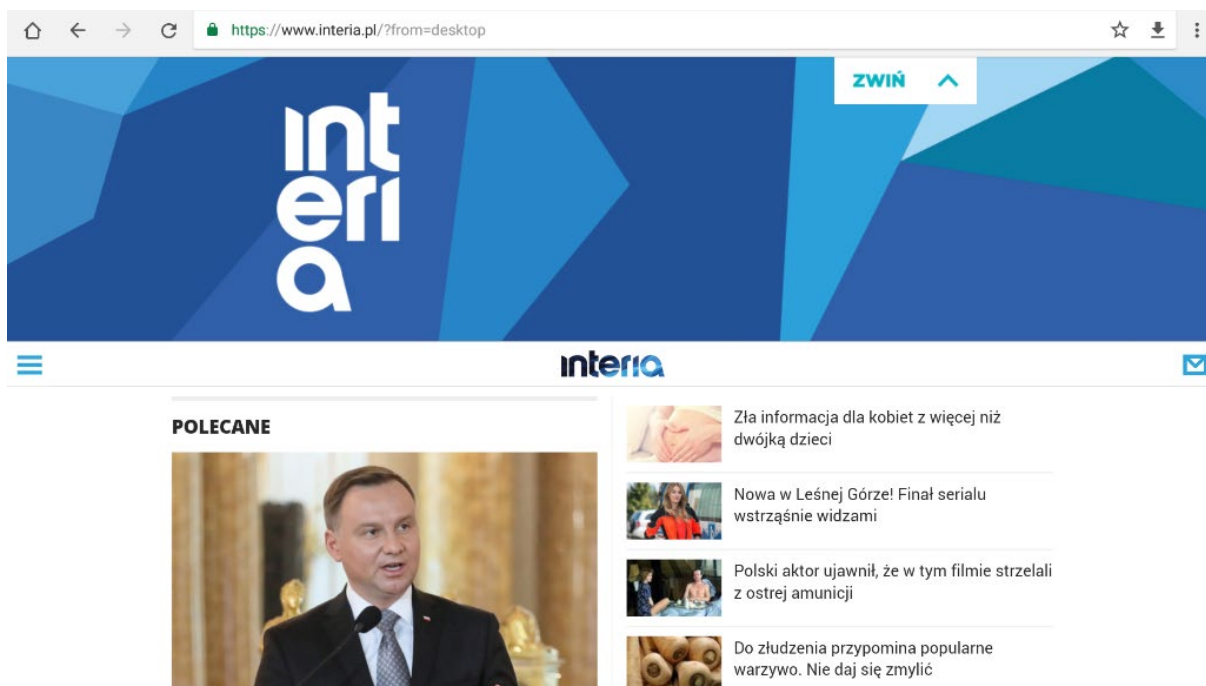 https://www.interia.pl/?from=desktop
ZWIŃ
int
eri
a
interia
POLECANE
Zła informacja dla kobiet z więcej niż
dwójką dzieci
Nowa w Leśnej Górze! Finał serialu
wstrząśnie widzami
Polski aktor ujawnił, że w tym filmie strzelali
z ostrej amunicji
Do złudzenia przypomina popularne
warzywo. Nie daj się zmylić